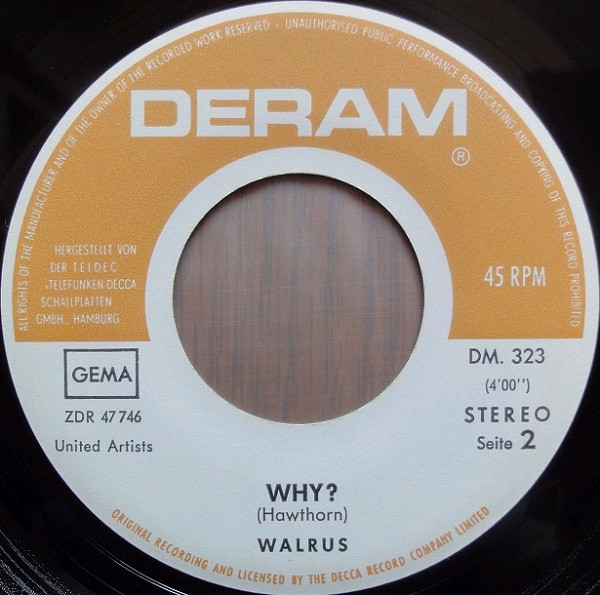 ALL RIGHTS OF THE MANUFACTURER AND OF THE OWNER OF THE RECORDED WORK RESERVED - UNAUTHORISED PUBLIC PERFORMANCE BROADCASTING AND COPYING OF THIS RECORD PROHIBITED
DERAM
®
HERGESTELLT VON
DER TELDEC
»TELEFUNKEN-DECCA
SCHALLPLATTEN
GMBH., HAMBURG
45 RPM
GEMA
DM. 323
(4'00'')
ZDR 47 746
STEREO
United Artists
Seite 2
WHY?
(Hawthorn)
WALRUS
ORIGINAL RECORDING AND LICENSED BY THE DECCA RECORD COMPANY LIMITED